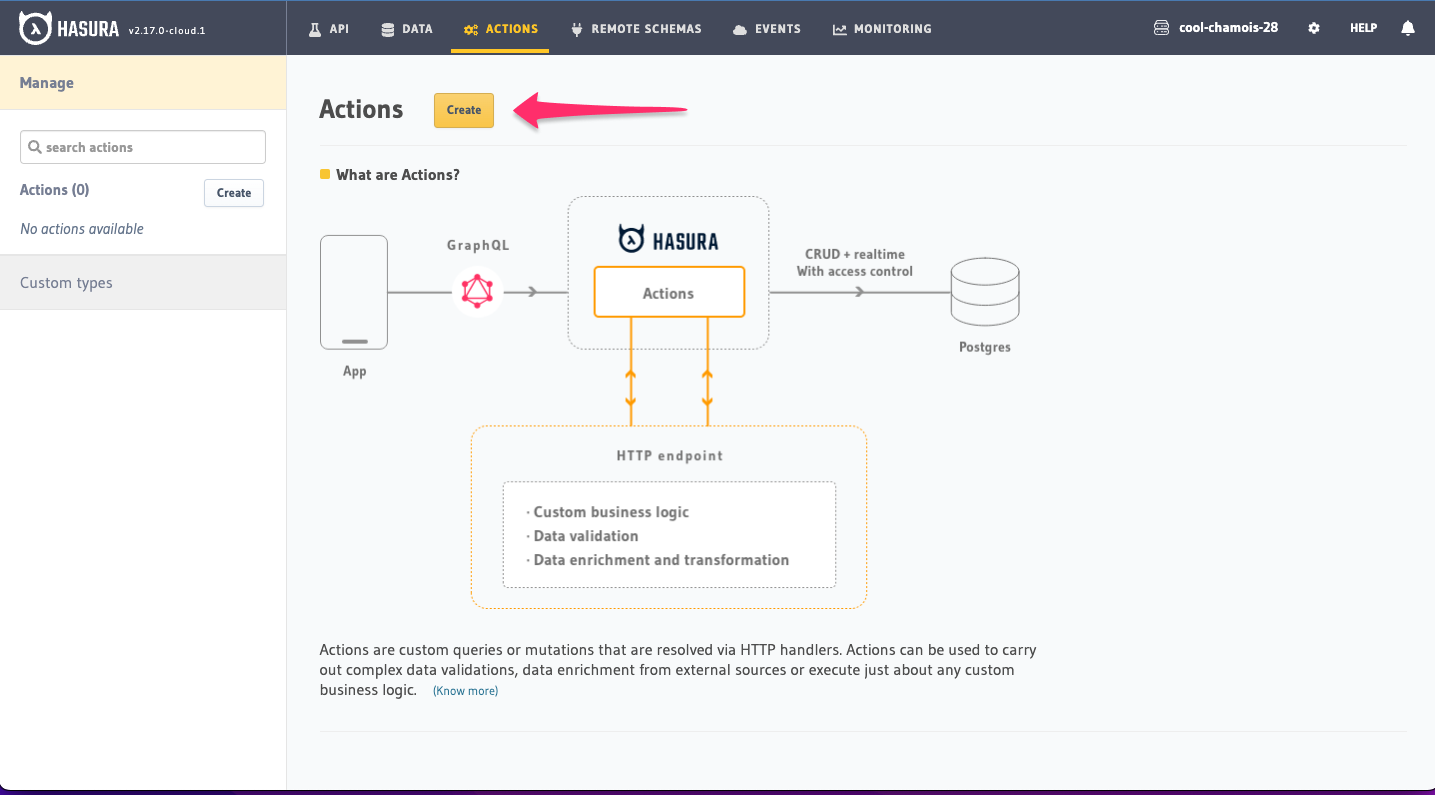 HASURA v2.17.0-cloud.1
API DATA ACTIONS REMOTE SCHEMAS EVENTS MONITORING cool-chamois-28 HELP
Manage
search actions
Actions (0) Create
No actions available
Custom types
Actions Create
What are Actions?
GraphQL
HASURA
Actions
CRUD + realtime
With access control
App
Postgres
HTTP endpoint
· Custom business logic
· Data validation
· Data enrichment and transformation
Actions are custom queries or mutations that are resolved via HTTP handlers. Actions can be used to carry
out complex data validations, data enrichment from external sources or execute just about any custom
business logic. (Know more)